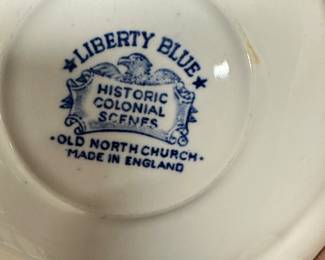 ★ LIBERTY BLUE ★
HISTORIC
COLONIAL
SCENES
• OLD NORTH CHURCH •
MADE IN ENGLAND